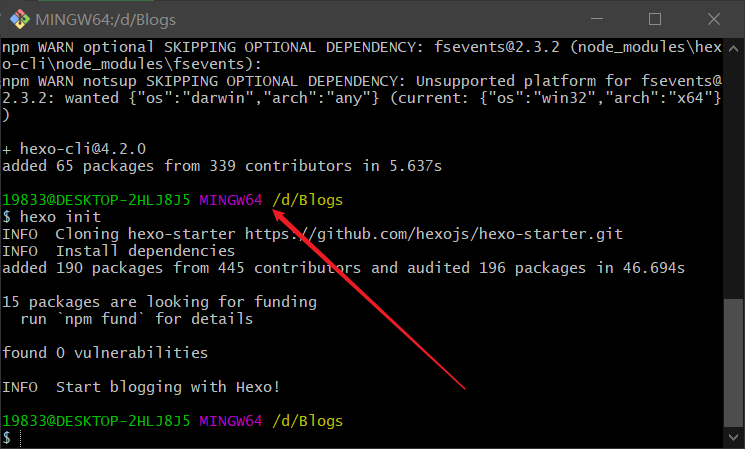 MINGW64:/d/Blogs
npm WARN optional SKIPPING OPTIONAL DEPENDENCY: fsevents@2.3.2 (node_modules\hex
o-cli\node_modules\fsevents):
npm WARN notsup SKIPPING OPTIONAL DEPENDENCY: Unsupported platform for fsevents@
2.3.2: wanted {"os":"darwin","arch":"any"} (current: {"os":"win32","arch":"x64"}
)
+ hexo-cli@4.2.0
added 65 packages from 339 contributors in 5.637s
19833@DESKTOP-2HLJ8J5 MINGW64 /d/Blogs
$ hexo init
INFO  Cloning hexo-starter https://github.com/hexojs/hexo-starter.git
INFO  Install dependencies
added 190 packages from 445 contributors and audited 196 packages in 46.694s
15 packages are looking for funding
  run `npm fund` for details
found 0 vulnerabilities
INFO  Start blogging with Hexo!
19833@DESKTOP-2HLJ8J5 MINGW64 /d/Blogs
$